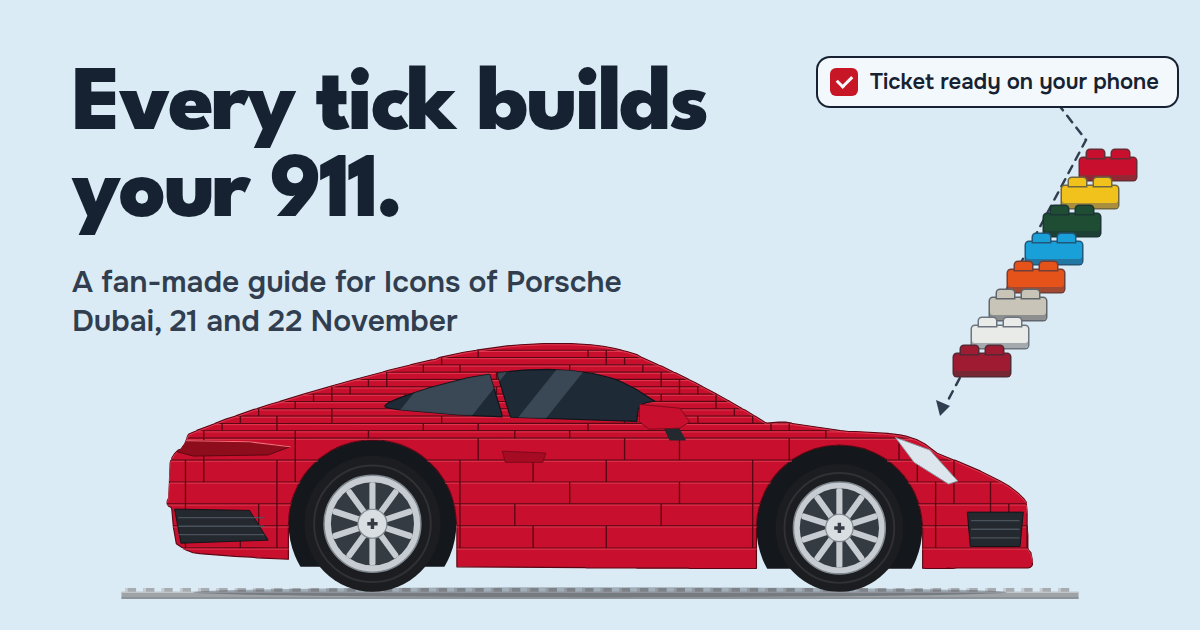 Every tick builds
your 911.
A fan-made guide for Icons of Porsche
Dubai, 21 and 22 November
Ticket ready on your phone